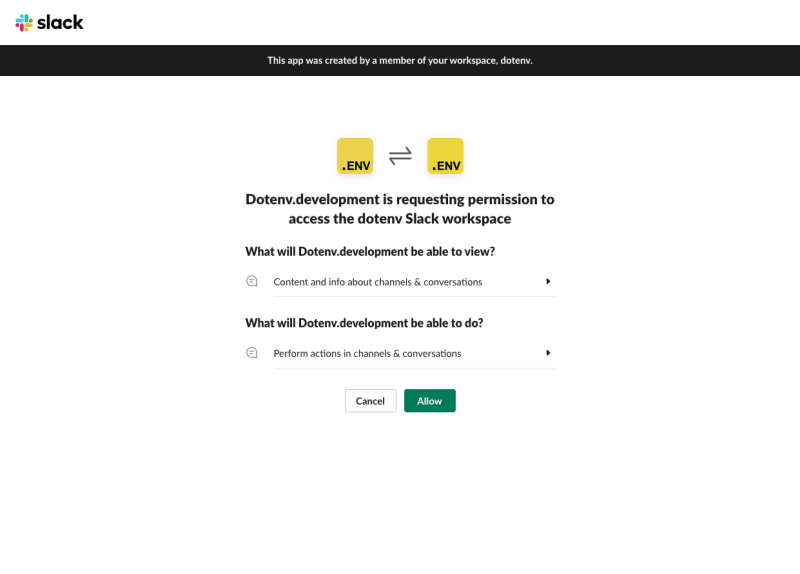 slack
This app was created by a member of your workspace, dotenv.
.ENV
.ENV
Dotenv.development is requesting permission to
access the dotenv Slack workspace
What will Dotenv.development be able to view?
Content and info about channels & conversations
What will Dotenv.development be able to do?
Perform actions in channels & conversations
Cancel
Allow